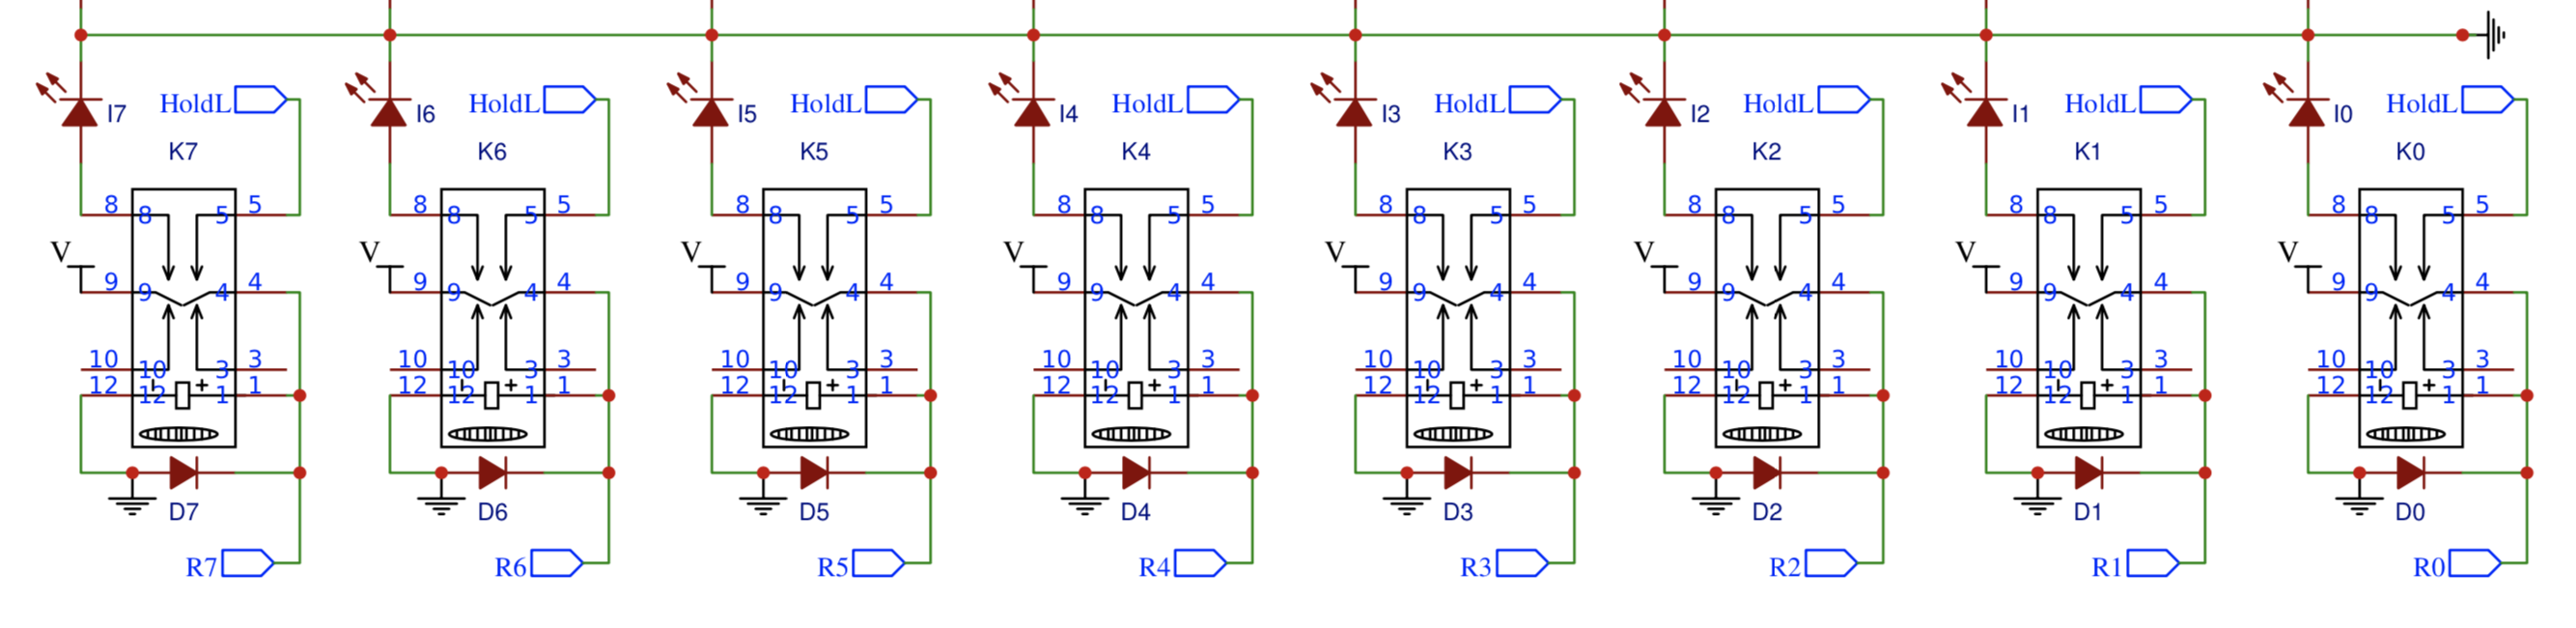 HoldL HoldL HoldL HoldL HoldL HoldL HoldL HoldL
I7 I6 I5 I4 I3 I2 I1 I0
K7 K6 K5 K4 K3 K2 K1 K0
8 8 5 5 8 8 5 5 8 8 5 5 8 8 5 5 8 8 5 5 8 8 5 5 8 8 5 5 8 8 5 5
V V V V V V V V
9 9 4 4 9 9 4 4 9 9 4 4 9 9 4 4 9 9 4 4 9 9 4 4 9 9 4 4 9 9 4 4
10 10 3 3 10 10 3 3 10 10 3 3 10 10 3 3 10 10 3 3 10 10 3 3 10 10 3 3 10 10 3 3
12 12 + 1 1 12 12 + 1 1 12 12 + 1 1 12 12 + 1 1 12 12 + 1 1 12 12 + 1 1 12 12 + 1 1 12 12 + 1 1
D7 D6 D5 D4 D3 D2 D1 D0
R7 R6 R5 R4 R3 R2 R1 R0